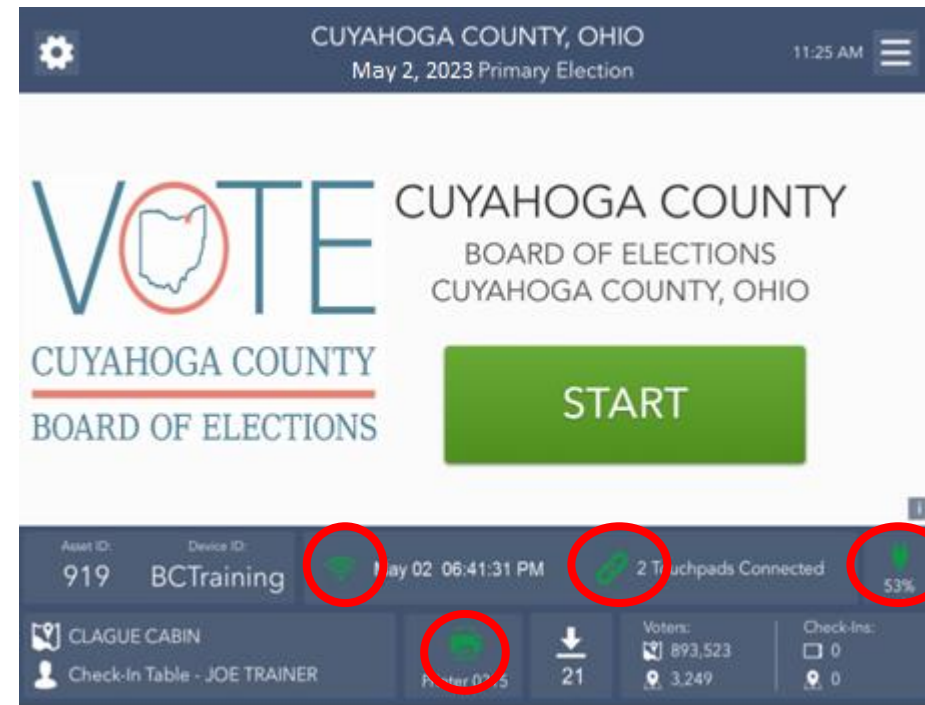 CUYAHOGA COUNTY, OHIO
May 2, 2023 Primary Election
11:25 AM
VOTE
CUYAHOGA COUNTY
BOARD OF ELECTIONS
CUYAHOGA COUNTY
BOARD OF ELECTIONS
CUYAHOGA COUNTY, OHIO
START
i
Asset ID:
919
Device ID:
BCTraining
May 02 06:41:31 PM
2 Touchpads Connected
53%
CLAGUE CABIN
Check-In Table - JOE TRAINER
Printer
21
Voters:
893,523
3,249
Check-Ins:
0
0